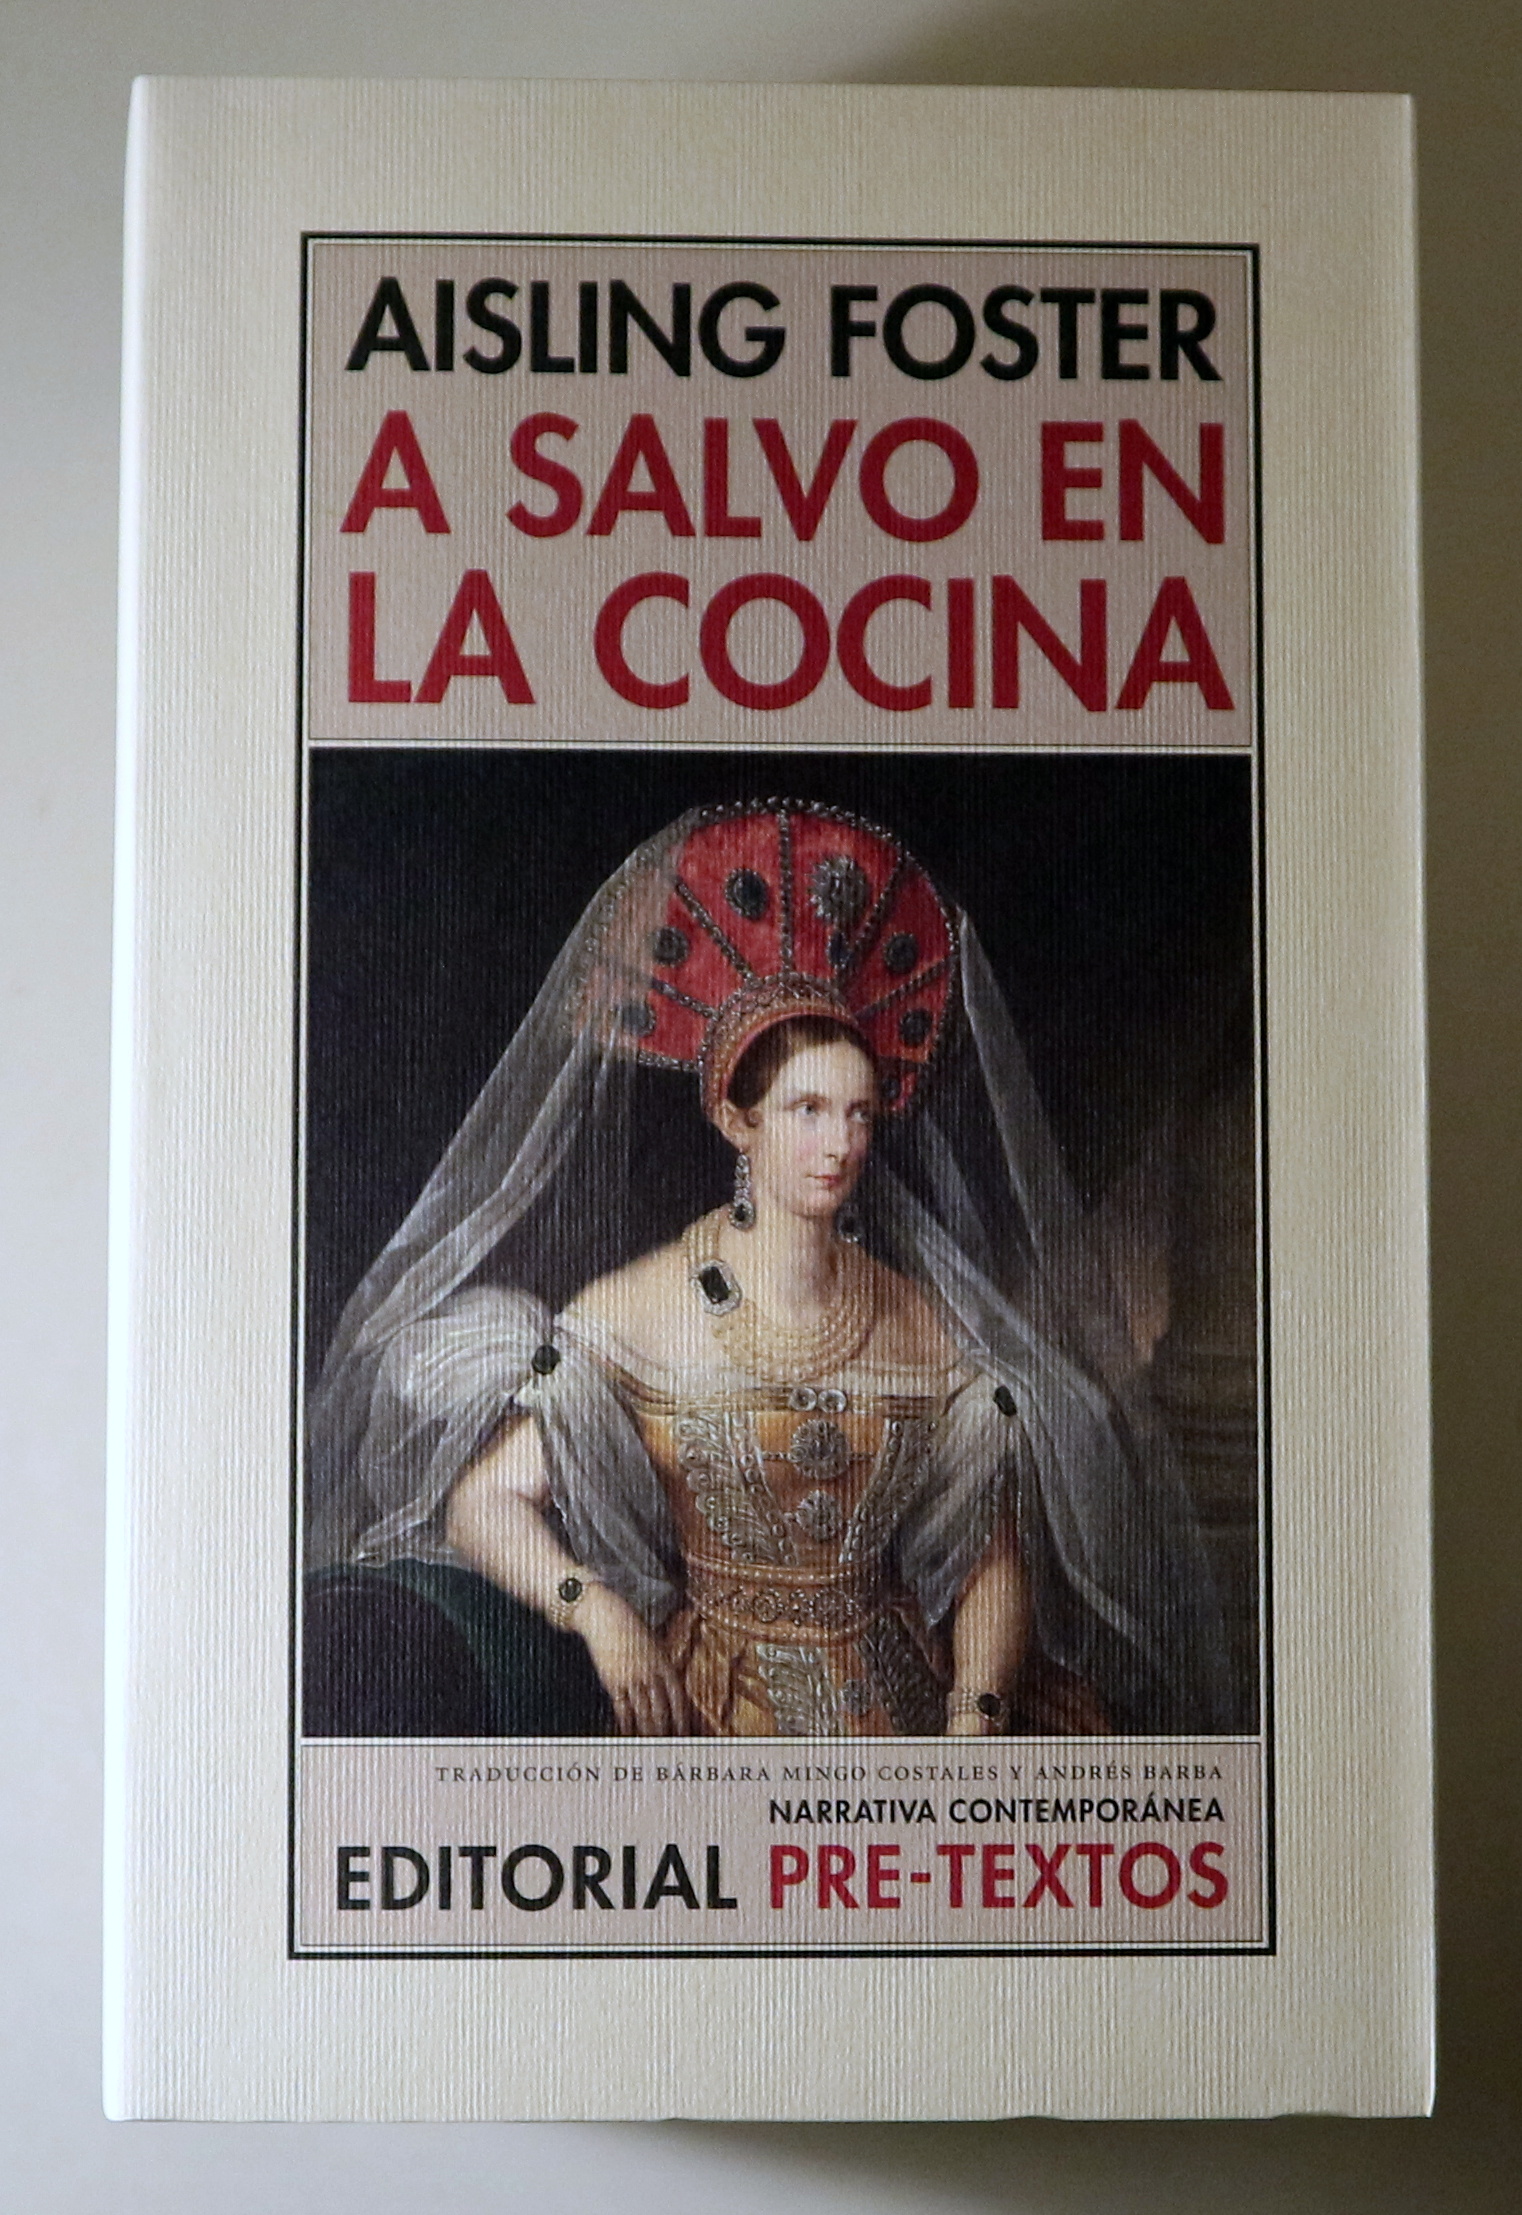 AISLING FOSTER
A SALVO EN
LA COCINA
TRADUCCIÓN DE BÁRBARA MINGO COSTALES Y ANDRÉS BARBA
NARRATIVA CONTEMPORÁNEA
EDITORIAL PRE-TEXTOS